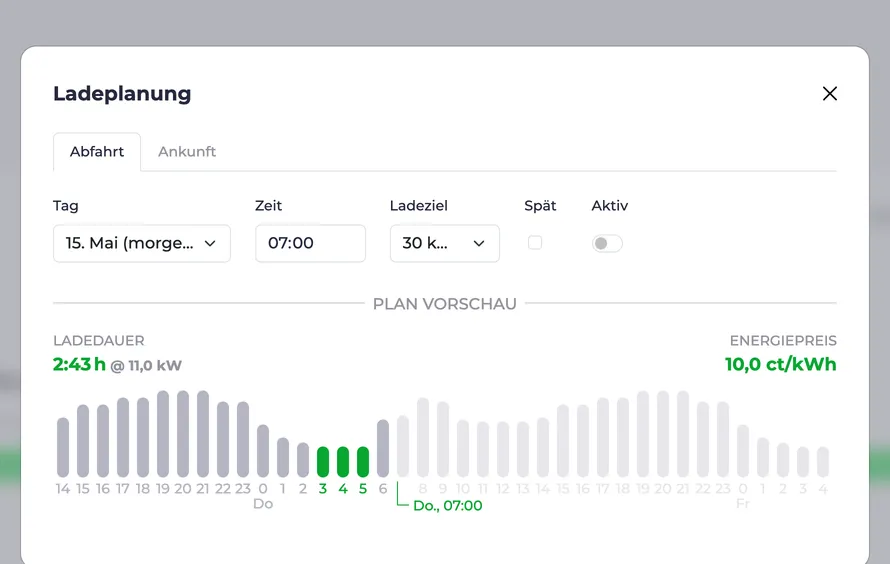 Ladeplanung
Abfahrt Ankunft
Tag Zeit Ladeziel Spät Aktiv
15. Mai (morge... 07:00 30 k...
PLAN VORSCHAU
LADEDAUER ENERGIEPREIS
2:43 h @ 11,0 kW 10,0 ct/kWh
14 15 16 17 18 19 20 21 22 23 0 1 2 3 4 5 6 8 9 10 11 12 13 14 15 16 17 18 19 20 21 22 23 0 1 2 3 4
Do Fr
Do., 07:00